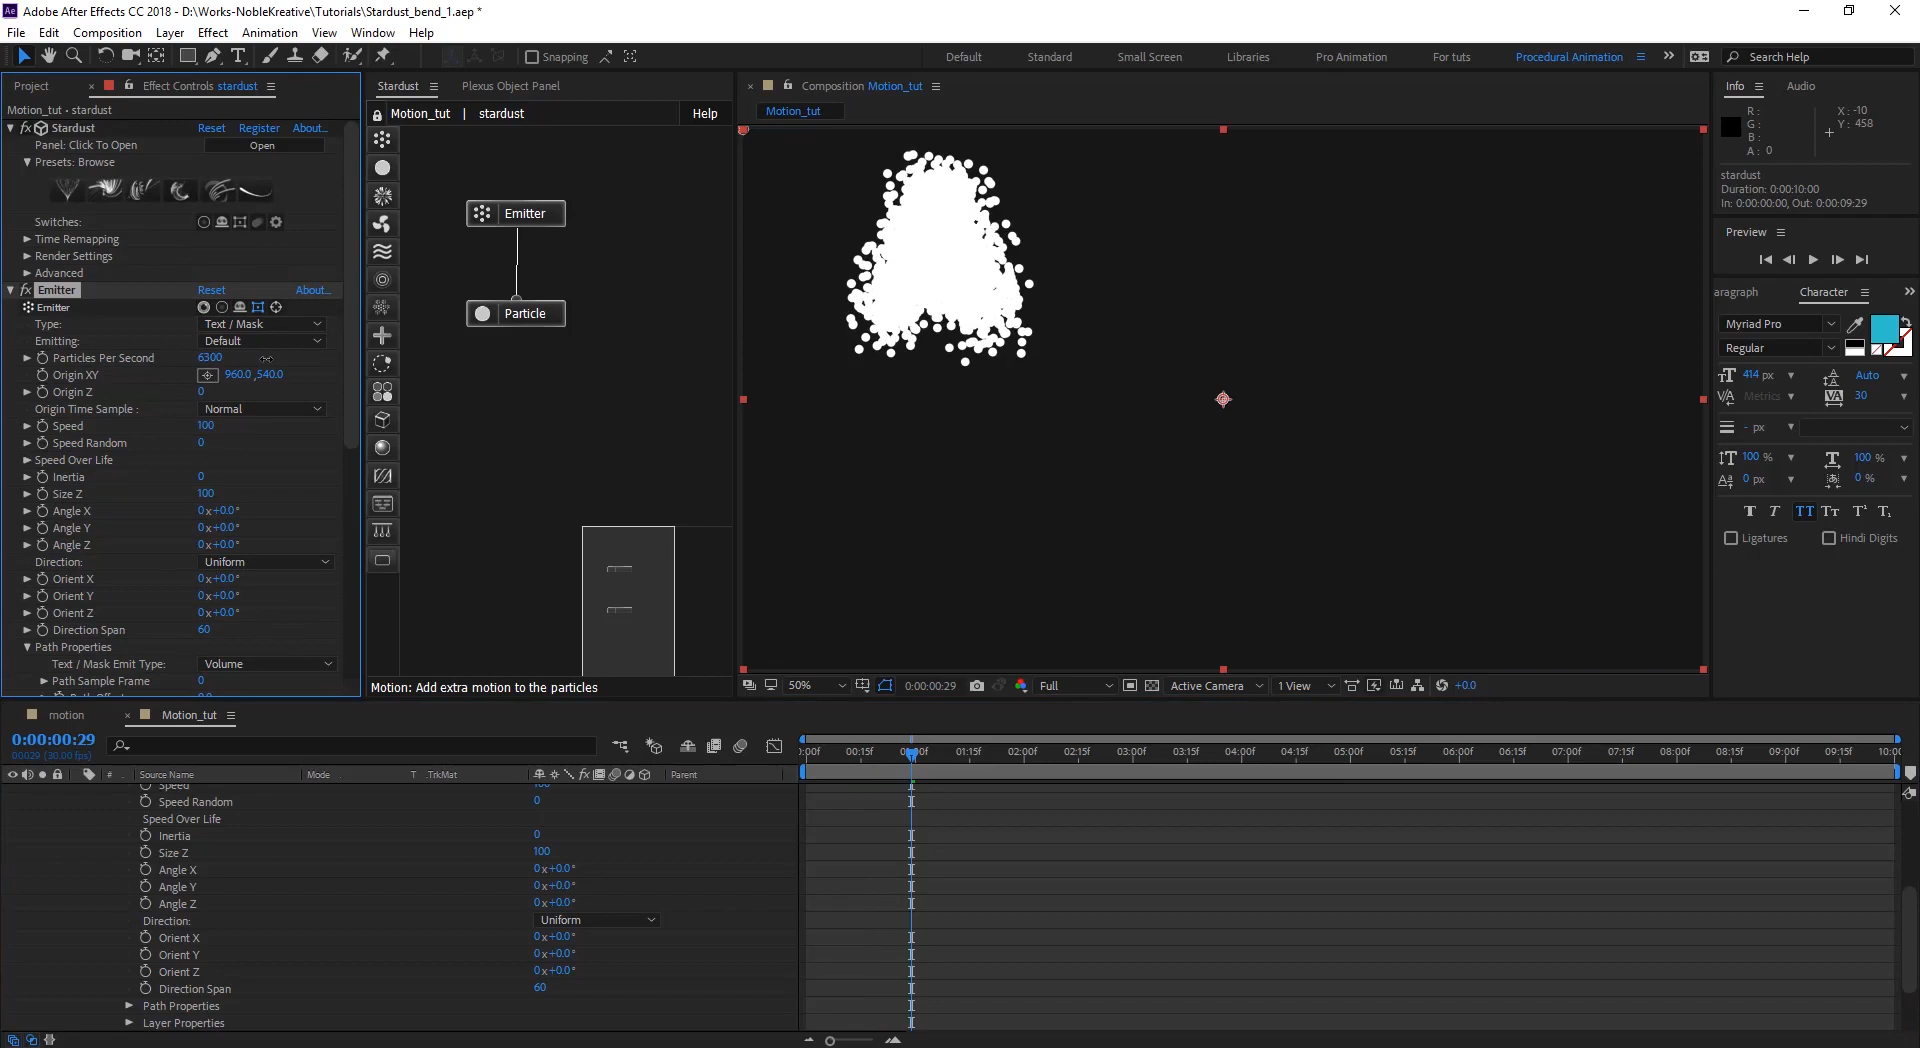 Adobe After Effects CC 2018 - D:\Works-NobleKreative\Tutorials\Stardust_bend_1.aep *
File Edit Composition Layer Effect Animation View Window Help
Snapping
Default Standard Small Screen Libraries Pro Animation For tuts Procedural Animation Search Help
Project Effect Controls stardust
Motion_tut • stardust
Stardust Reset Register About...
Panel: Click To Open Open
Presets: Browse
Switches:
Time Remapping
Render Settings
Advanced
Emitter Reset About...
Emitter
Type: Text / Mask
Emitting: Default
Particles Per Second 6300
Origin XY 960.0 ,540.0
Origin Z 0
Origin Time Sample : Normal
Speed 100
Speed Random 0
Speed Over Life
Inertia 0
Size Z 100
Angle X 0x+0.0°
Angle Y 0x+0.0°
Angle Z 0x+0.0°
Direction: Uniform
Orient X 0x+0.0°
Orient Y 0x+0.0°
Orient Z 0x+0.0°
Direction Span 60
Path Properties
Text / Mask Emit Type: Volume
Path Sample Frame 0
Stardust Plexus Object Panel
Motion_tut | stardust Help
Emitter
Particle
Motion: Add extra motion to the particles
Composition Motion_tut
Motion_tut
50% 0:00:00:29 Full Active Camera 1 View +0.0
Info Audio
R: X: -10
G: Y: 458
B:
A: 0
stardust
Duration: 0:00:10:00
In: 0:00:00:00, Out: 0:00:09:29
Preview
aragraph Character
Myriad Pro
Regular
414 px Auto
Metrics 30
- px
100 % 100 %
0 px 0 %
T T TT Tt T¹ T₁
Ligatures Hindi Digits
motion Motion_tut
0:00:00:29
00029 (30.00 fps)
# Source Name Mode T .TrkMat Parent
:00f 00:15f 01:00f 01:15f 02:00f 02:15f 03:00f 03:15f 04:00f 04:15f 05:00f 05:15f 06:00f 06:15f 07:00f 07:15f 08:00f 08:15f 09:00f 09:15f 10:0
Speed 100
Speed Random 0
Speed Over Life
Inertia 0
Size Z 100
Angle X 0x+0.0°
Angle Y 0x+0.0°
Angle Z 0x+0.0°
Direction: Uniform
Orient X 0x+0.0°
Orient Y 0x+0.0°
Orient Z 0x+0.0°
Direction Span 60
Path Properties
Layer Properties